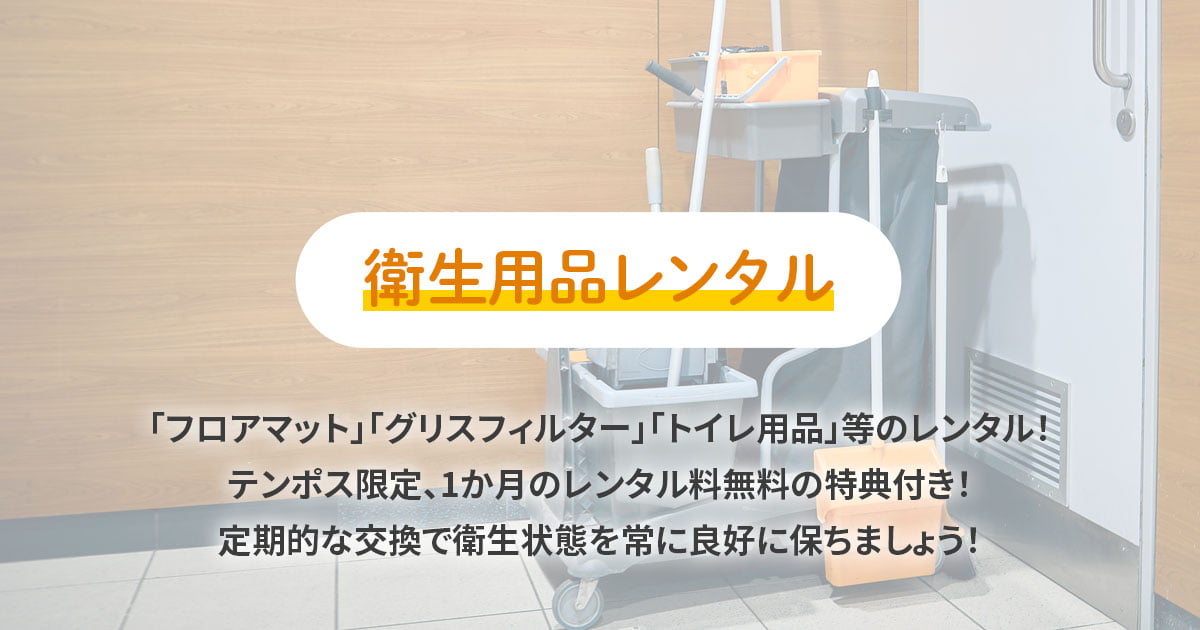 衛生用品レンタル
「フロアマット」「グリスフィルター」「トイレ用品」等のレンタル！
テンポス限定、1か月のレンタル料無料の特典付き！
定期的な交換で衛生状態を常に良好に保ちましょう！